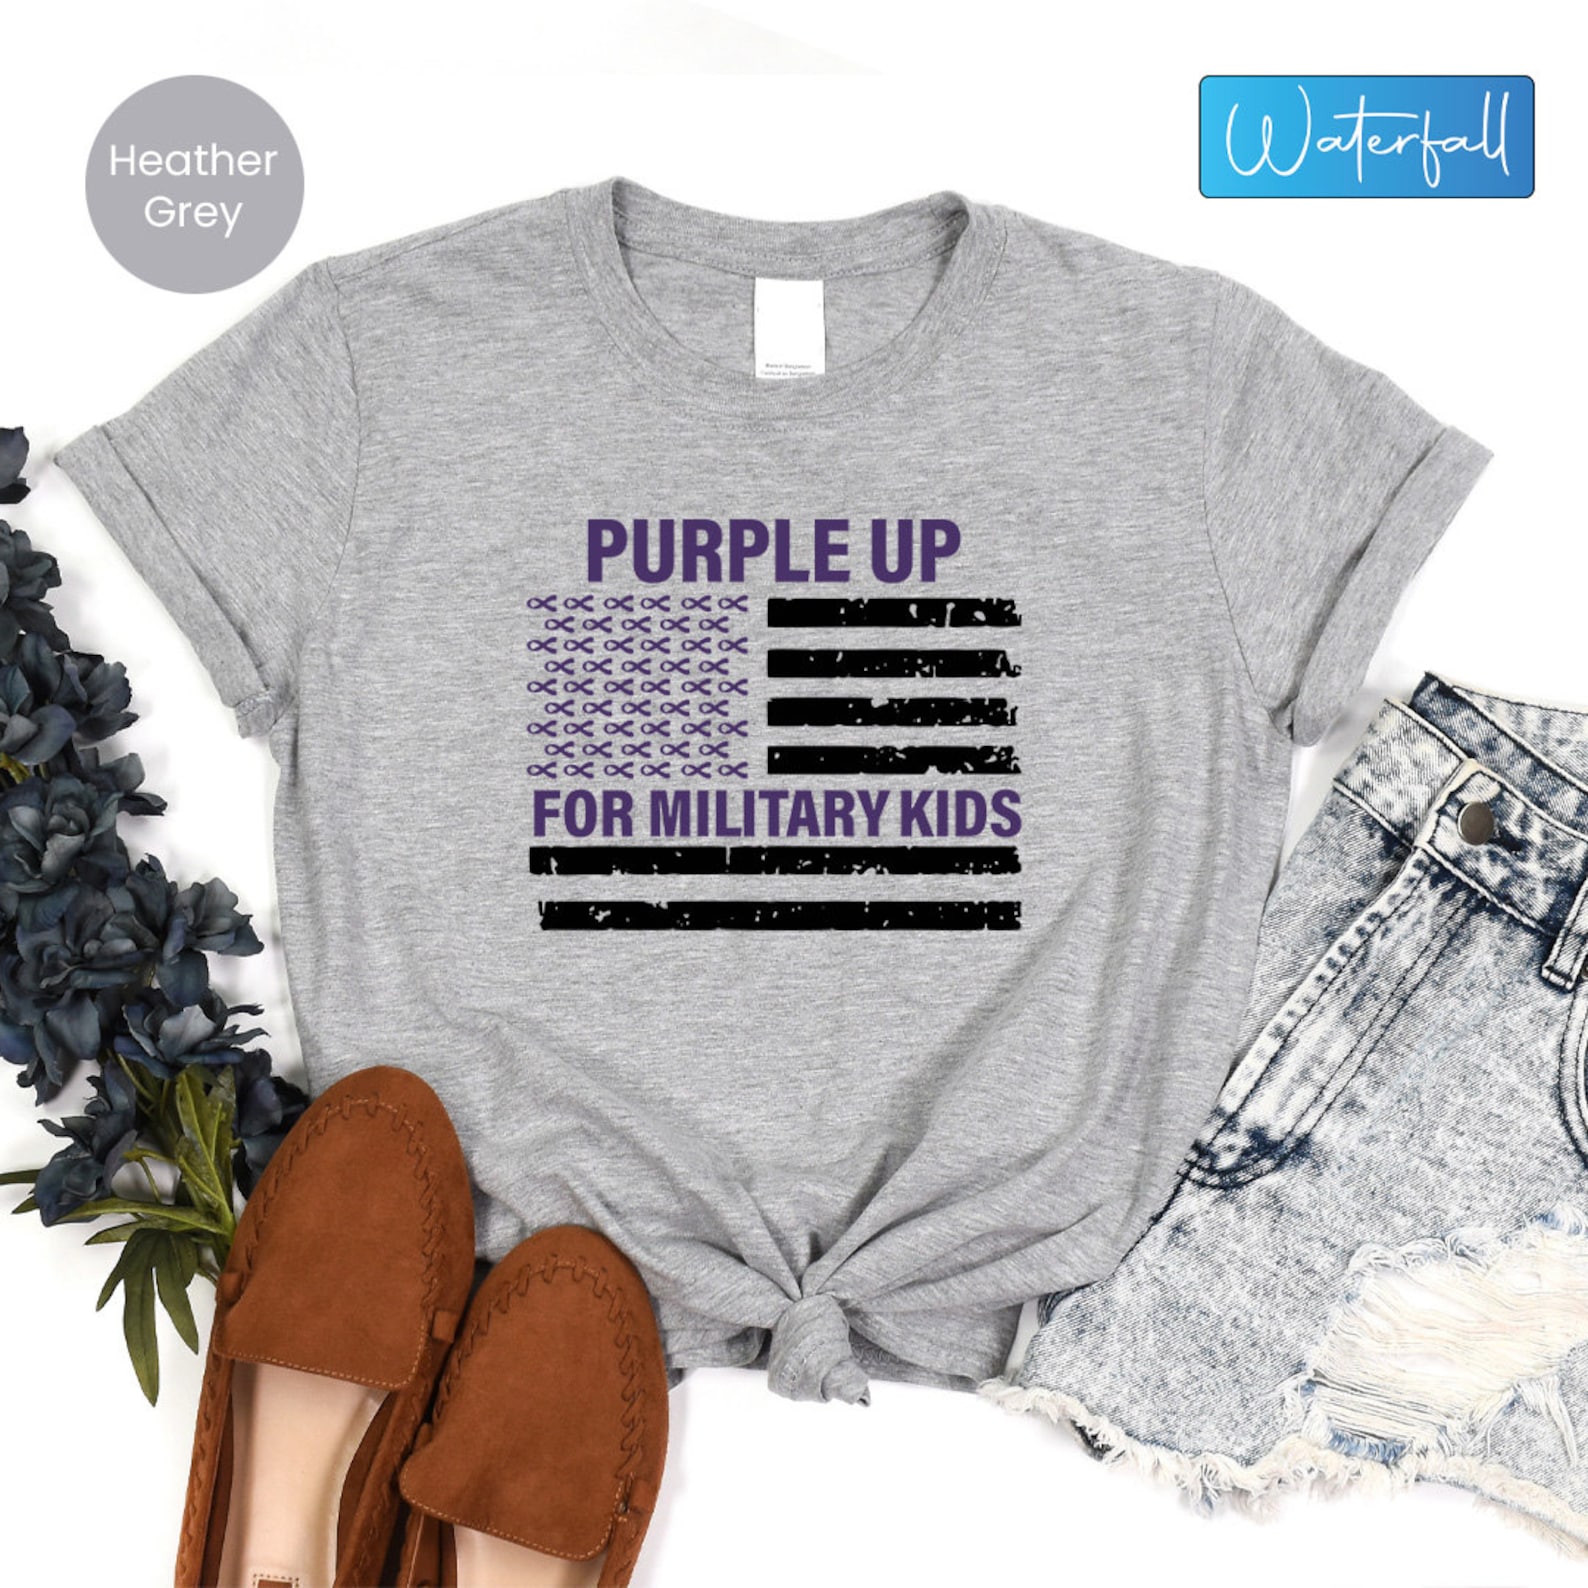 Heather
Grey
Waterfall
PURPLE UP
FOR MILITARY KIDS